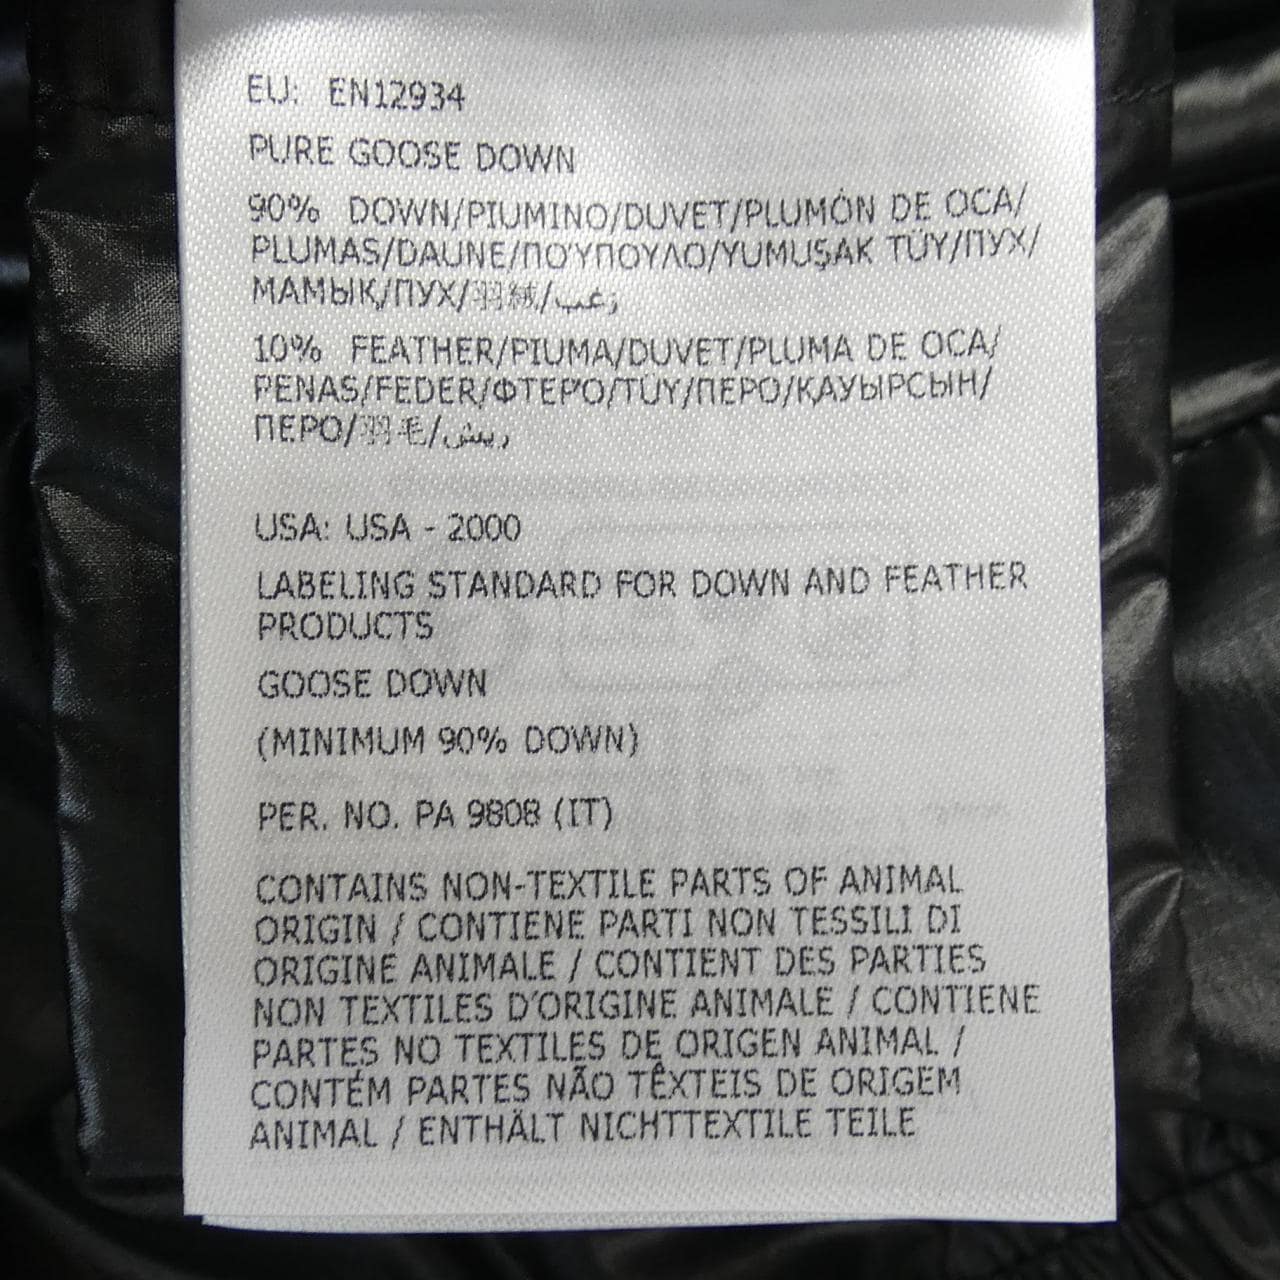 EU: EN12934
PURE GOOSE DOWN
90% DOWN/PIUMINO/DUVET/PLUMÓN DE OCA/
PLUMAS/DAUNE/ΠΟΎΠΟΥΛΟ/YUMUŞAK TÜY/ПУХ/
МАМЫҚ/ПУХ/羽絨/زغب
10% FEATHER/PIUMA/DUVET/PLUMA DE OCA/
PENAS/FEDER/ΦΤΕΡΌ/TÜY/ПЕРО/ҚАУЫРСЫН/
ПЕРО/羽毛/ريش
USA: USA - 2000
LABELING STANDARD FOR DOWN AND FEATHER
PRODUCTS
GOOSE DOWN
(MINIMUM 90% DOWN)
PER. NO. PA 9808 (IT)
CONTAINS NON-TEXTILE PARTS OF ANIMAL
ORIGIN / CONTIENE PARTI NON TESSILI DI
ORIGINE ANIMALE / CONTIENT DES PARTIES
NON TEXTILES D'ORIGINE ANIMALE / CONTIENE
PARTES NO TEXTILES DE ORIGEN ANIMAL /
CONTÉM PARTES NÃO TÊXTEIS DE ORIGEM
ANIMAL / ENTHÄLT NICHTTEXTILE TEILE